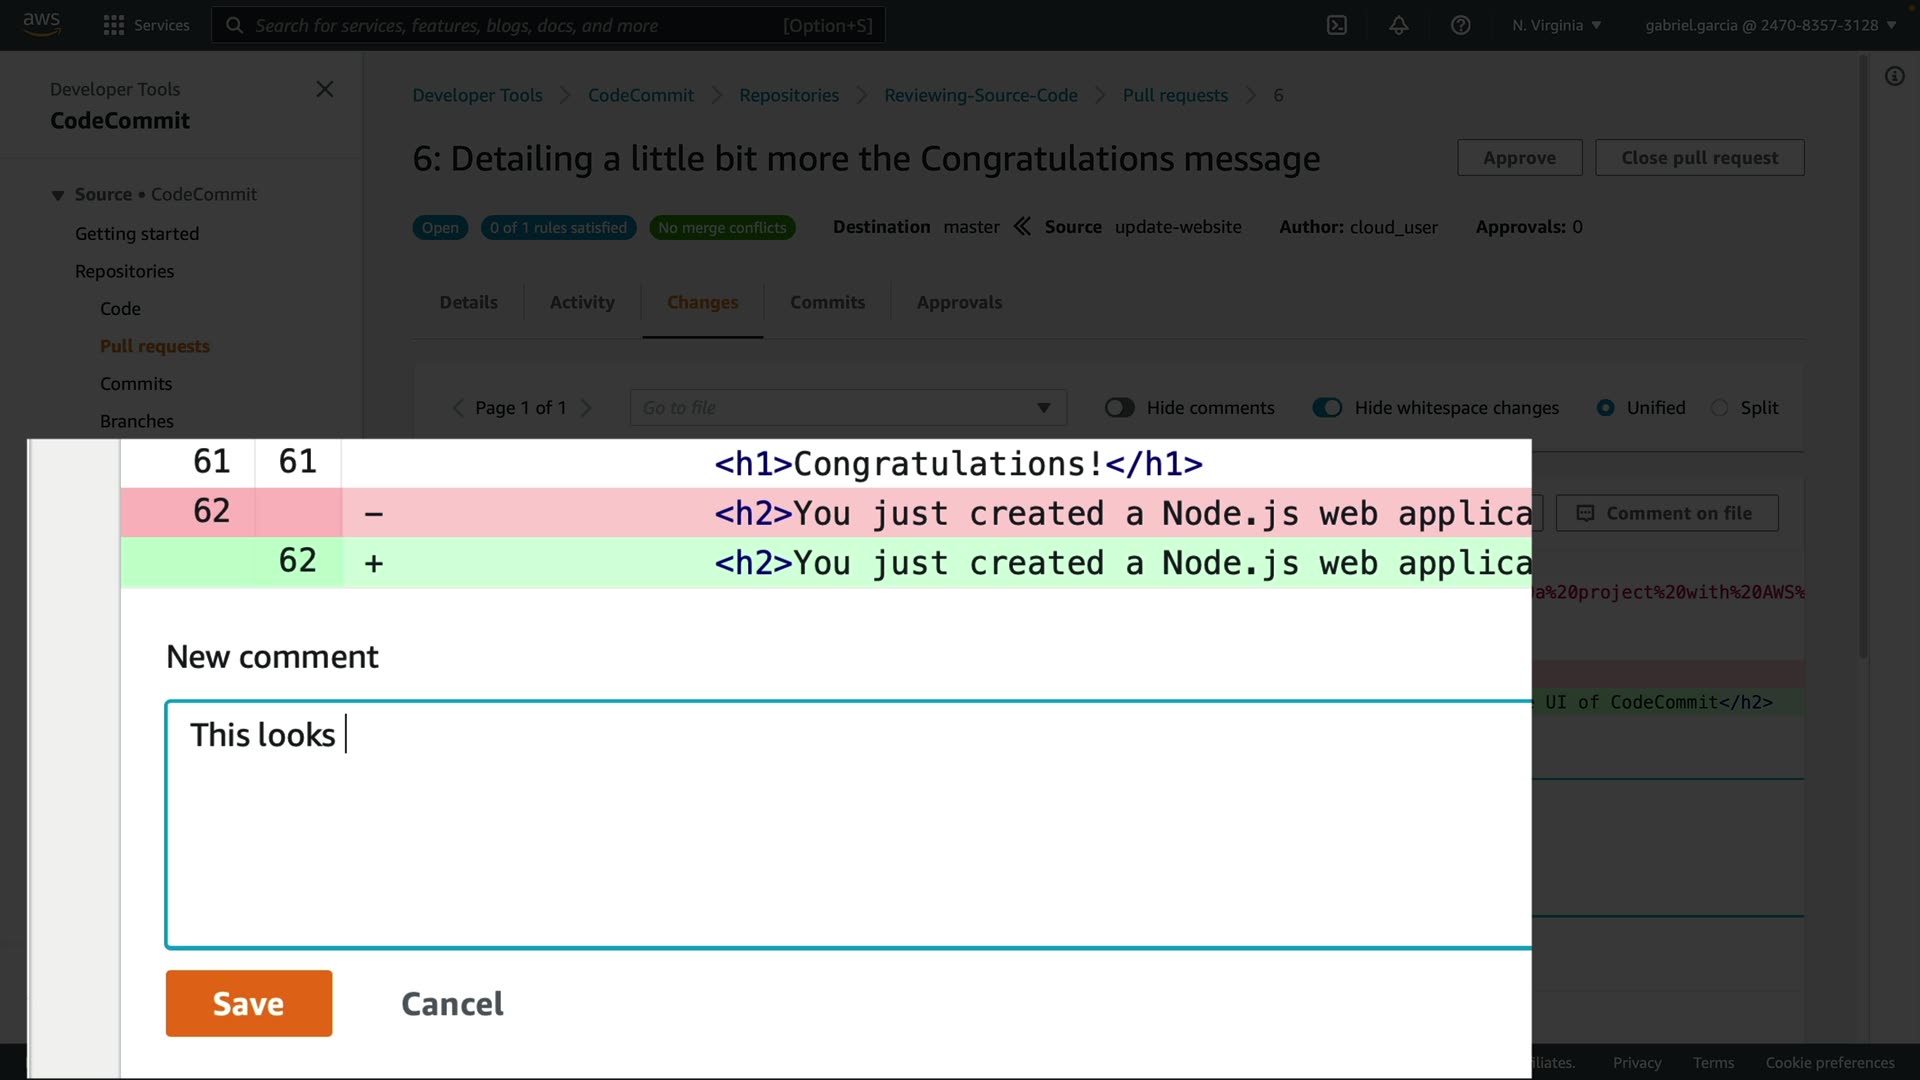 aws
Services
Search for services, features, blogs, docs, and more
[Option+S]
N. Virginia
gabriel.garcia @ 2470-8357-3128
Developer Tools
CodeCommit
Source • CodeCommit
Getting started
Repositories
Code
Pull requests
Commits
Branches
Developer Tools > CodeCommit > Repositories > Reviewing-Source-Code > Pull requests > 6
6: Detailing a little bit more the Congratulations message
Approve
Close pull request
Open
0 of 1 rules satisfied
No merge conflicts
Destination master Source update-website Author: cloud_user Approvals: 0
Details
Activity
Changes
Commits
Approvals
Page 1 of 1
Go to file
Hide comments
Hide whitespace changes
Unified
Split
61 61 <h1>Congratulations!</h1>
62 - <h2>You just created a Node.js web applica
62 + <h2>You just created a Node.js web applica
Comment on file
a%20project%20with%20AWS%
UI of CodeCommit</h2>
New comment
This looks
Save
Cancel
Privacy
Terms
Cookie preferences